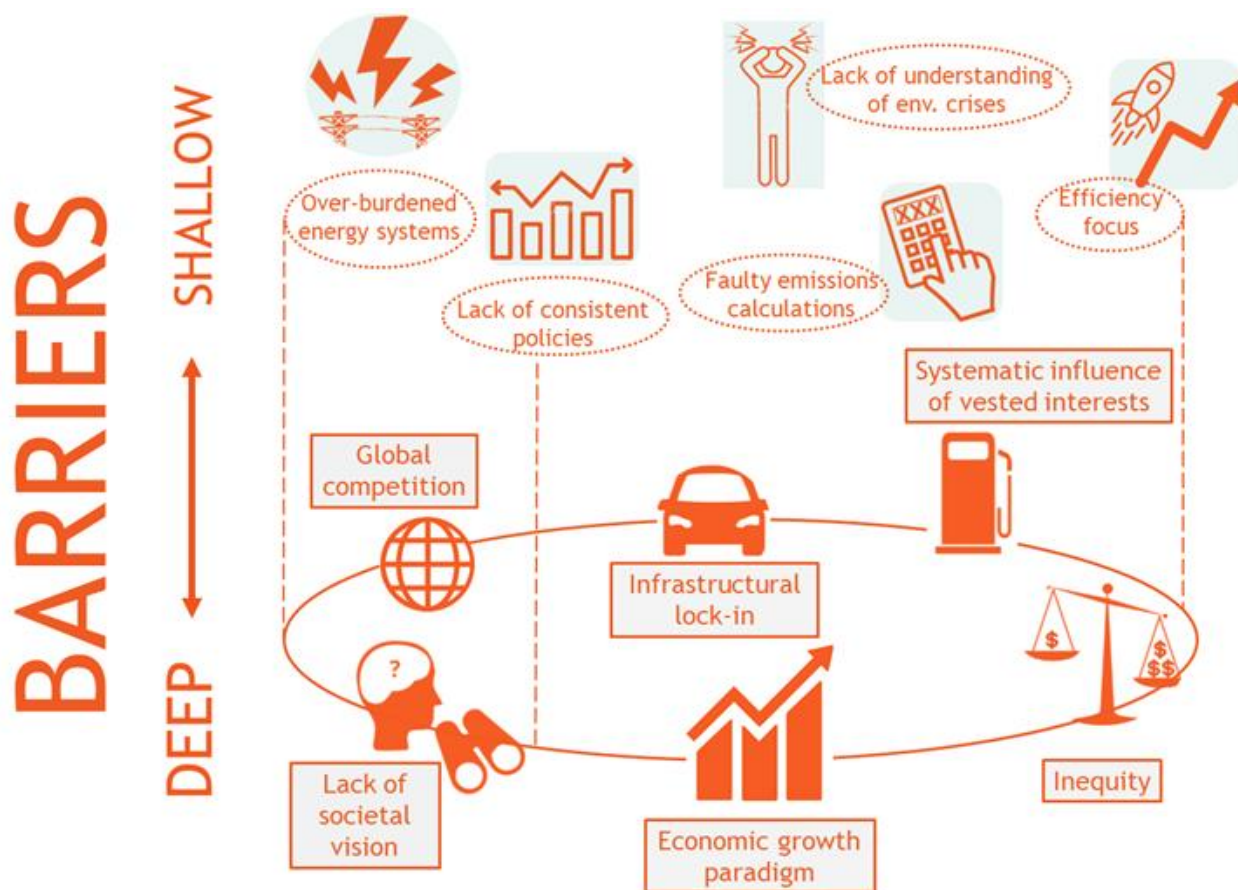 BARRIERS
SHALLOW
DEEP
Over-burdened
energy systems
Lack of consistent
policies
Lack of understanding
of env. crises
Faulty emissions
calculations
XXX
Efficiency
focus
Systematic influence
of vested interests
Global
competition
Infrastructural
lock-in
?
Lack of
societal
vision
Economic growth
paradigm
$
$
$$
Inequity